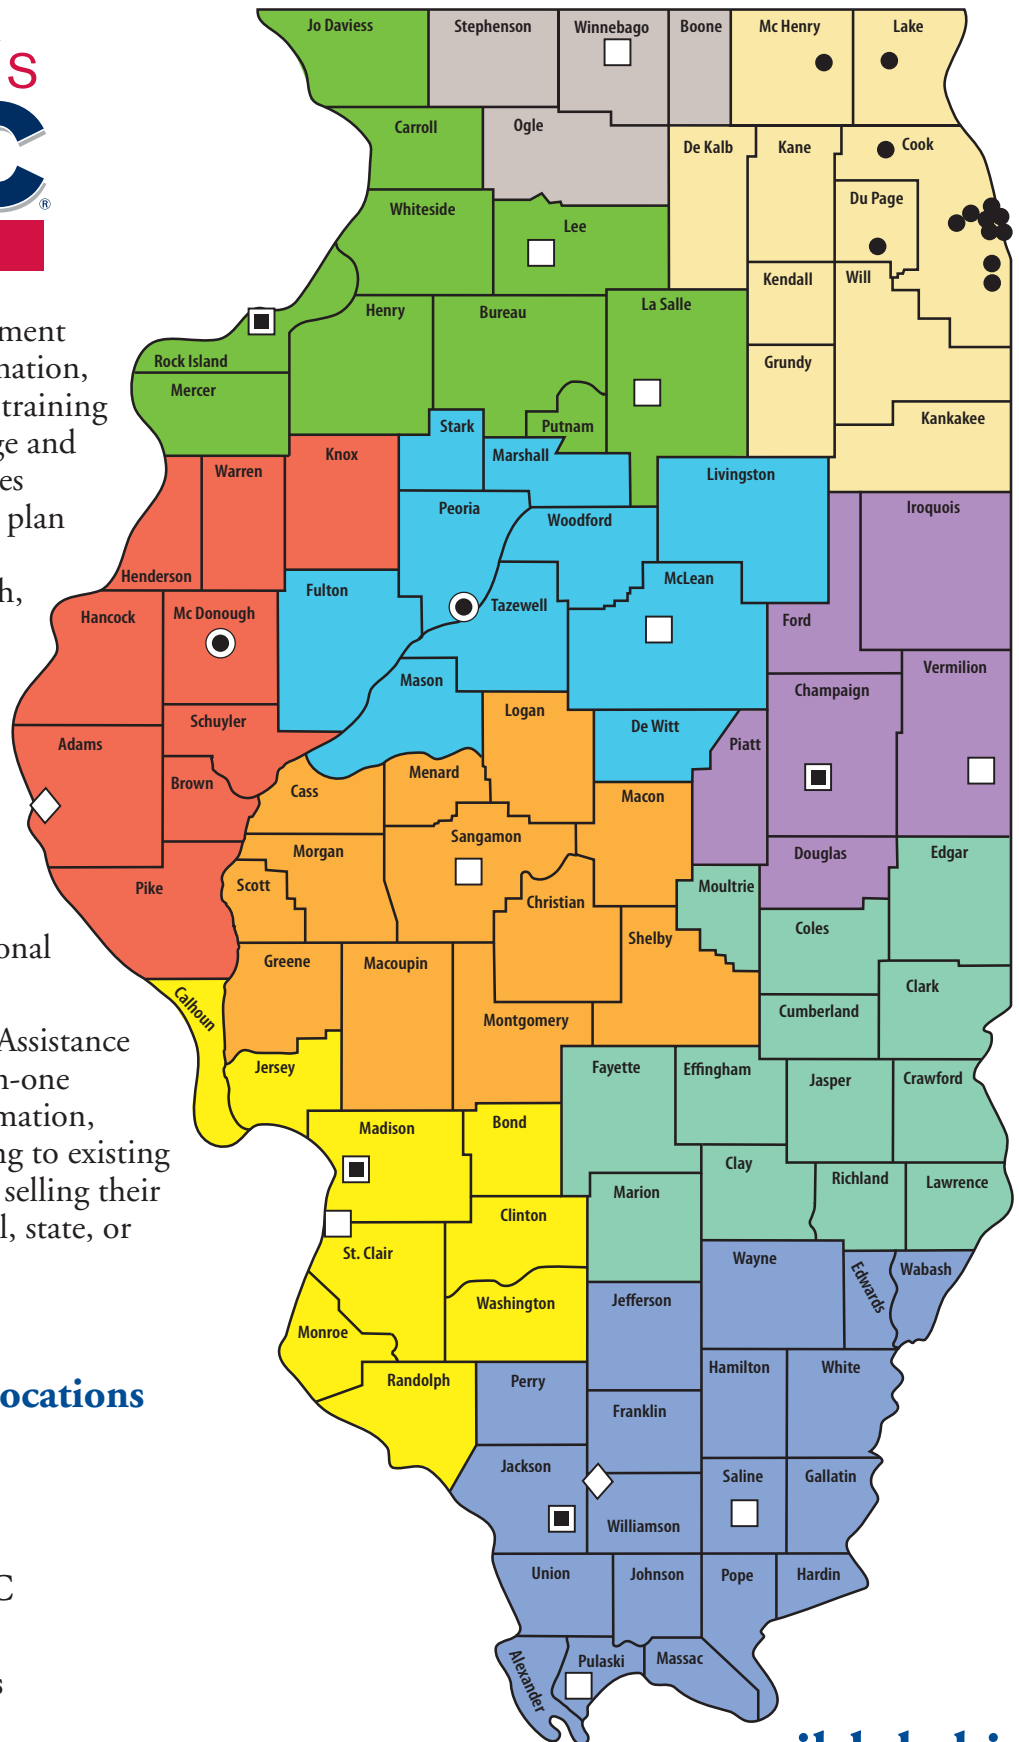 S
C
®
ment
nation,
training
ge and
es
plan
h,
onal
Assistance
n-one
mation,
ng to existing
selling their
l, state, or
ocations
C
s
Jo Daviess
Stephenson
Winnebago
Boone
Mc Henry
Lake
Carroll
Ogle
De Kalb
Kane
Cook
Du Page
Whiteside
Lee
Kendall
Will
La Salle
Henry
Bureau
Rock Island
Grundy
Mercer
Putnam
Kankakee
Stark
Knox
Marshall
Warren
Livingston
Peoria
Iroquois
Woodford
Henderson
McLean
Fulton
Tazewell
Hancock
Mc Donough
Ford
Vermilion
Mason
Champaign
Logan
Schuyler
De Witt
Adams
Piatt
Menard
Brown
Cass
Macon
Sangamon
Morgan
Douglas
Edgar
Scott
Pike
Moultrie
Christian
Coles
Shelby
Greene
Macoupin
Clark
Calhoun
Cumberland
Montgomery
Jersey
Fayette
Effingham
Jasper
Crawford
Bond
Madison
Clay
Richland
Lawrence
Marion
Clinton
St. Clair
Wayne
Edwards
Wabash
Jefferson
Washington
Monroe
Hamilton
White
Randolph
Perry
Franklin
Jackson
Saline
Gallatin
Williamson
Union
Johnson
Pope
Hardin
Alexander
Pulaski
Massac